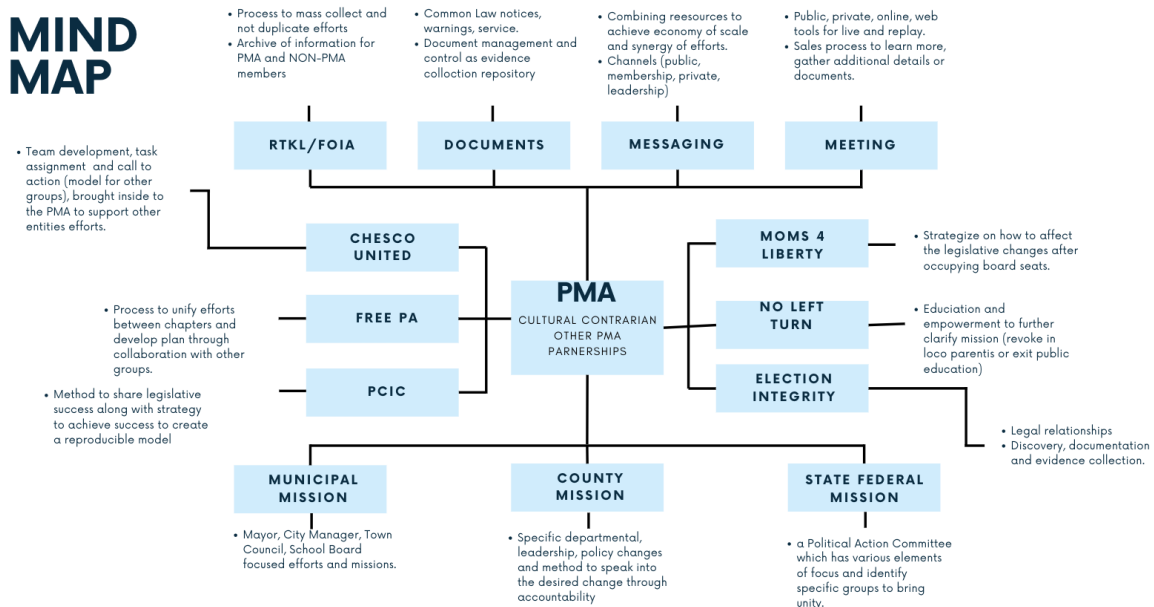 MIND
MAP
• Process to mass collect and
not duplicate efforts
• Archive of information for
PMA and NON-PMA
members
• Common Law notices,
warnings, service.
• Document management and
control as evidence
colloction repository
• Combining reesources to
achieve economy of scale
and synergy of efforts.
• Channels (public,
membership, private,
leadership)
• Public, private, online, web
tools for live and replay.
• Sales process to learn more,
gather additional details or
documents.
RTKL/FOIA
DOCUMENTS
MESSAGING
MEETING
• Team development, task
assignment and call to
action (model for other
groups), brought inside to
the PMA to support other
entities efforts.
CHESCO
UNITED
MOMS 4
LIBERTY
• Strategize on how to affect
the legislative changes after
occupying board seats.
• Process to unify efforts
between chapters and
develop plan through
collaboration with other
groups.
FREE PA
PMA
CULTURAL CONTRARIAN
OTHER PMA
PARNERSHIPS
NO LEFT
TURN
• Educiation and
empowerment to further
clarify mission (revoke in
loco parentis or exit public
education)
• Method to share legislative
success along with strategy
to achieve success to create
a reproducible model
PCIC
ELECTION
INTEGRITY
• Legal relationships
• Discovery, documentation
and evidence collection.
MUNICIPAL
MISSION
COUNTY
MISSION
STATE FEDERAL
MISSION
• Mayor, City Manager, Town
Council, School Board
focused efforts and missions.
• Specific departmental,
leadership, policy changes
and method to speak into
the desired change through
accountability
• a Political Action Committee
which has various elements
of focus and identify
specific groups to bring
unity.